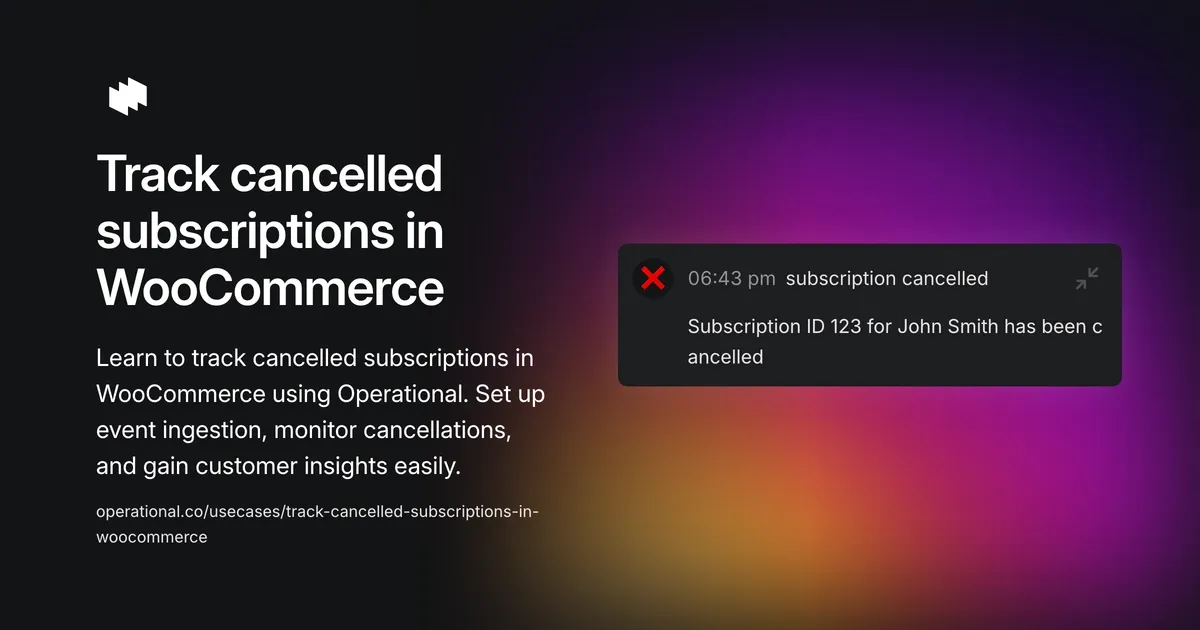 Track cancelled
subscriptions in
WooCommerce
Learn to track cancelled subscriptions in
WooCommerce using Operational. Set up
event ingestion, monitor cancellations,
and gain customer insights easily.
operational.co/usecases/track-cancelled-subscriptions-in-
woocommerce
06:43 pm subscription cancelled
Subscription ID 123 for John Smith has been c
ancelled